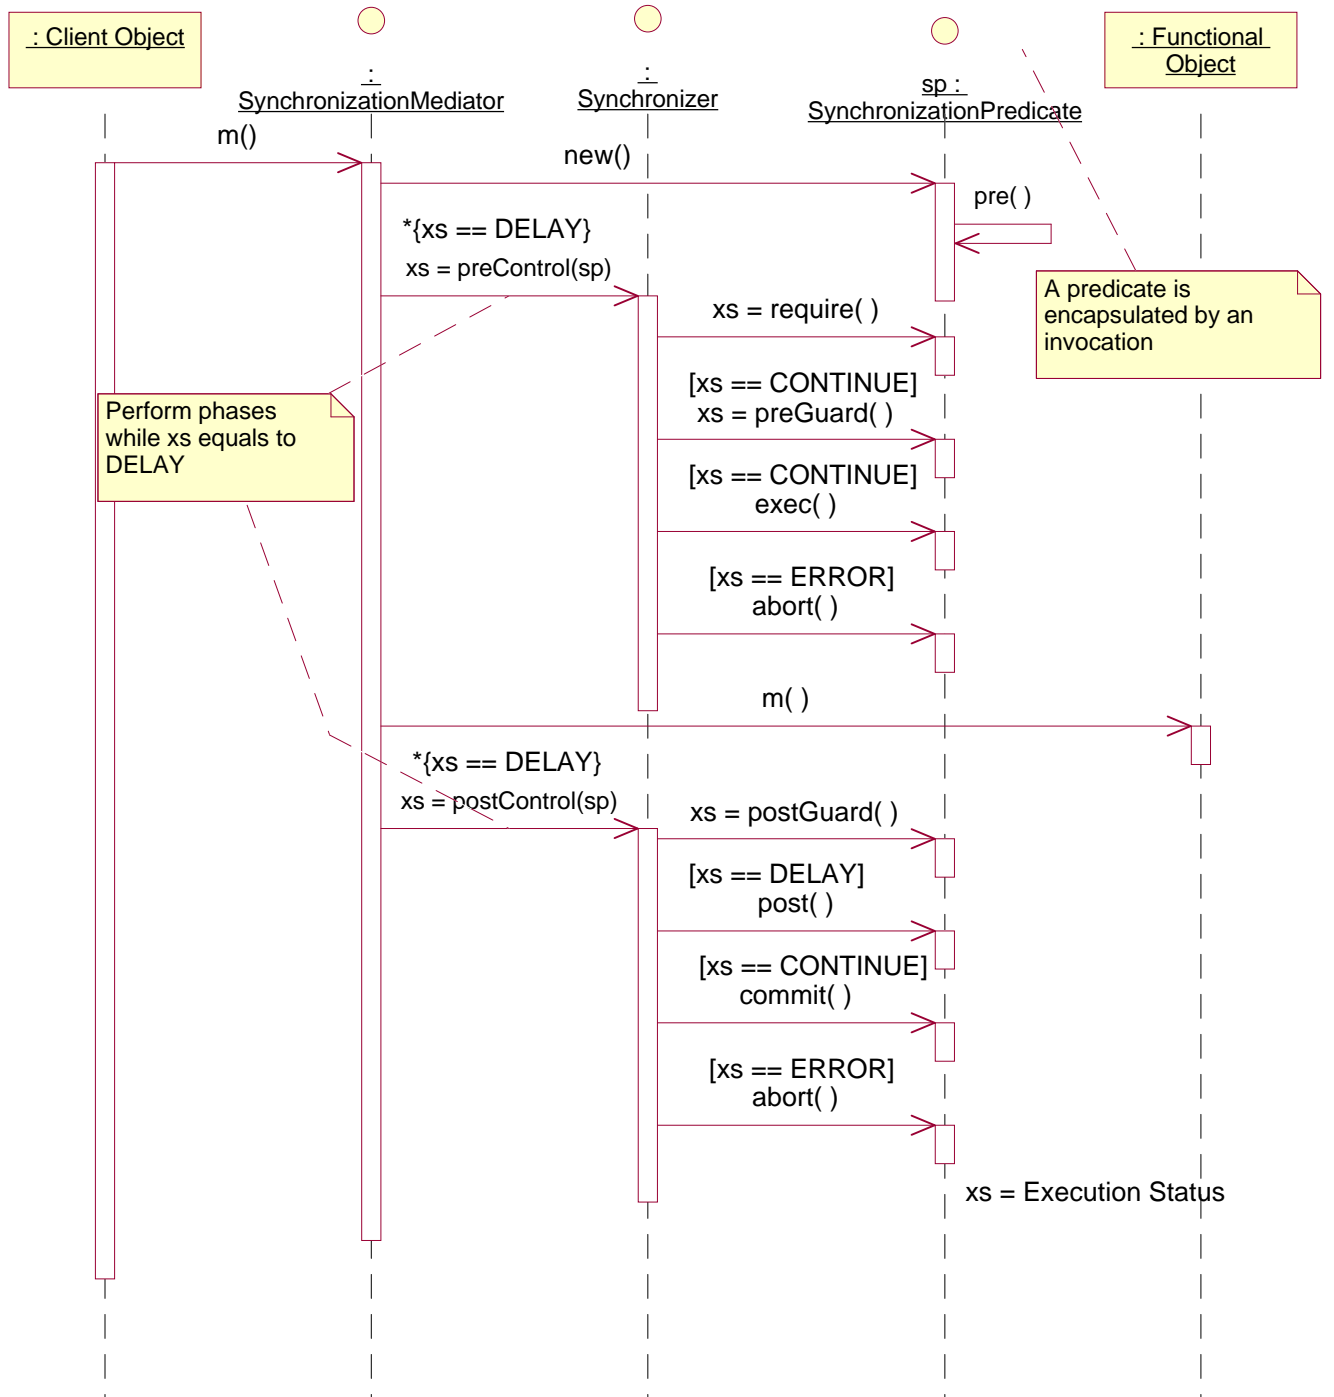 : Client Object
:
SynchronizationMediator
:
Synchronizer
sp :
SynchronizationPredicate
: Functional
Object
m()
new()
pre( )
*{xs == DELAY}
xs = preControl(sp)
A predicate is
encapsulated by an
invocation
xs = require( )
[xs == CONTINUE]
xs = preGuard( )
Perform phases
while xs equals to
DELAY
[xs == CONTINUE]
exec( )
[xs == ERROR]
abort( )
m( )
*{xs == DELAY}
xs = postControl(sp)
xs = postGuard( )
[xs == DELAY]
post( )
[xs == CONTINUE]
commit( )
[xs == ERROR]
abort( )
xs = Execution Status